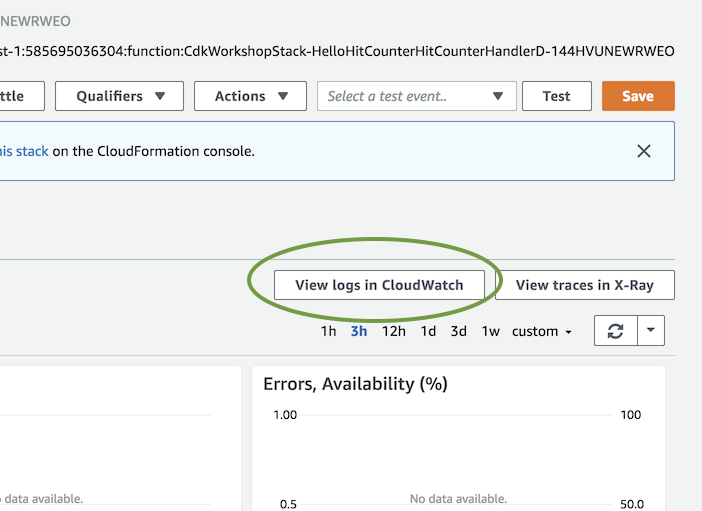 NEWRWEO
st-1:585695036304:function:CdkWorkshopStack-HelloHitCounterHitCounterHandlerD-144HVUNEWRWEO
ttle Qualifiers Actions Select a test event.. Test Save
his stack on the CloudFormation console.
View logs in CloudWatch View traces in X-Ray
1h 3h 12h 1d 3d 1w custom
Errors, Availability (%)
1.00 100
data available. 0.5 No data available. 50.0